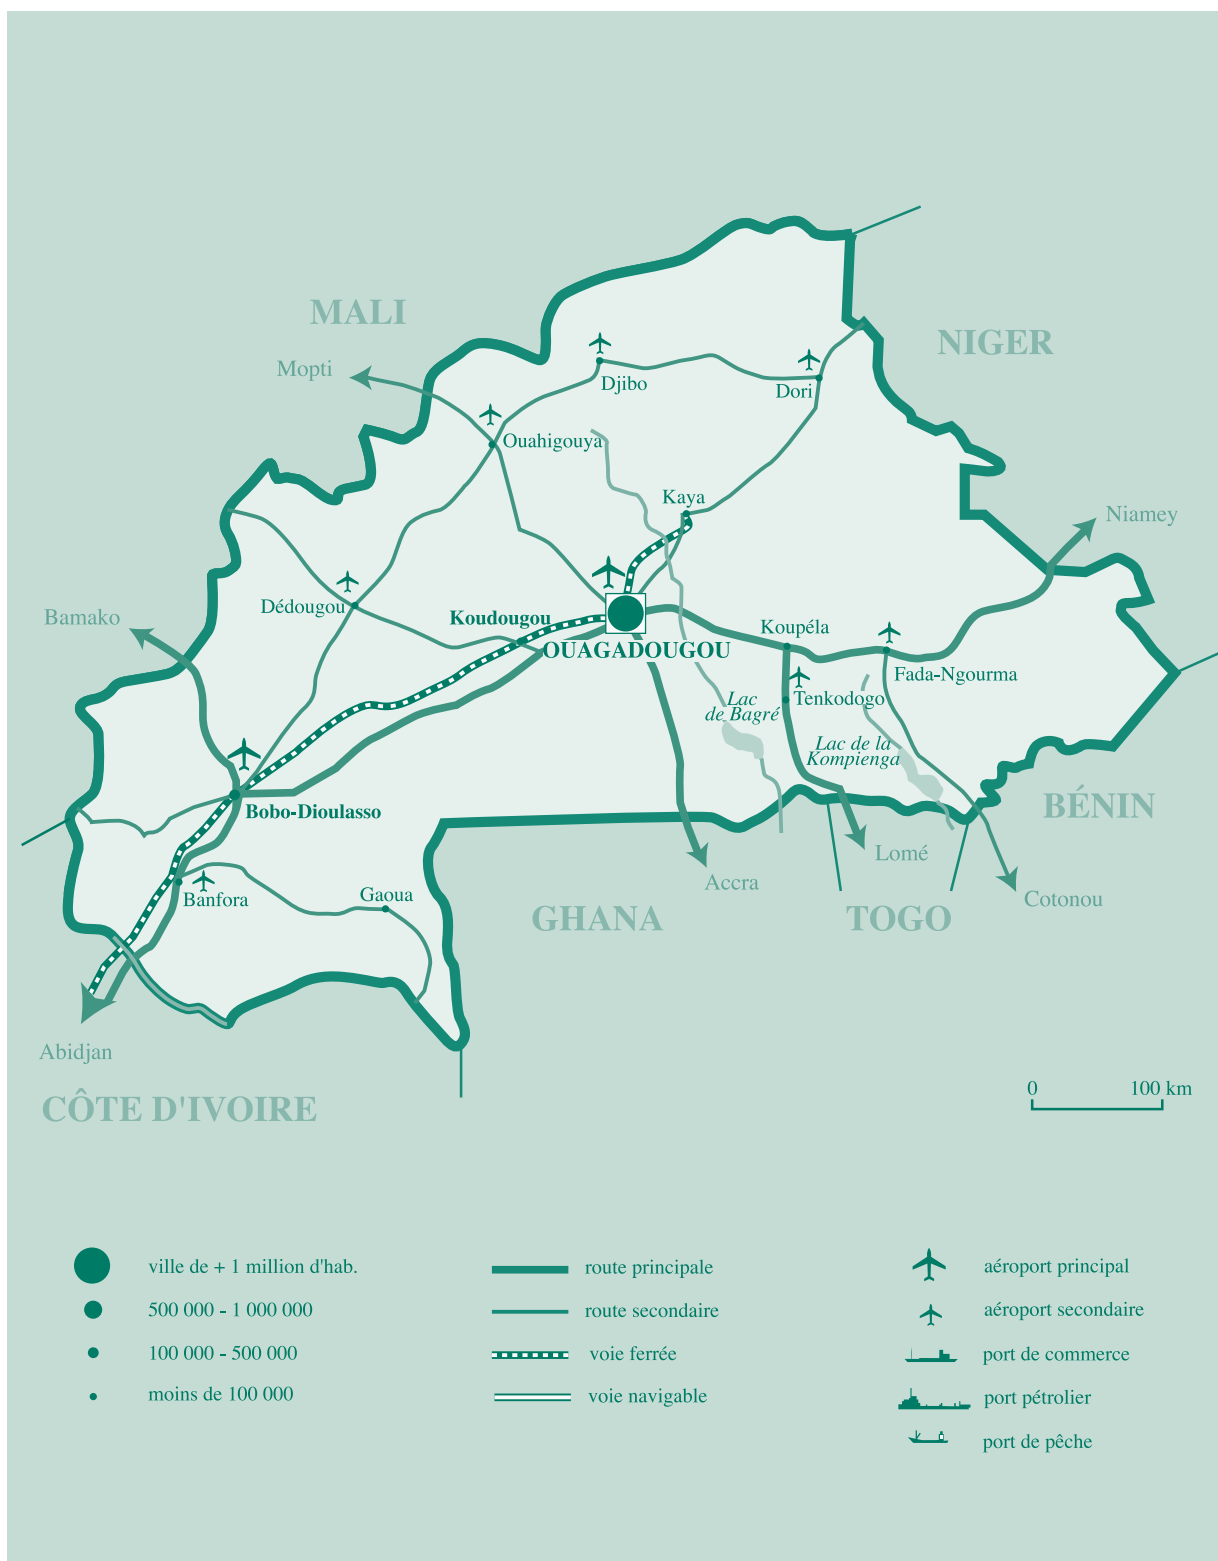 MALI
NIGER
Mopti
Djibo
Dori
Ouahigouya
Kaya
Niamey
Dédougou
Bamako
Koudougou
Koupéla
OUAGADOUGOU
Fada-Ngourma
Tenkodogo
Lac
de Bagré
Lac de la
Kompienga
BÉNIN
Bobo-Dioulasso
Lomé
Accra
Banfora
Gaoua
Cotonou
GHANA
TOGO
Abidjan
CÔTE D'IVOIRE
0 100 km
ville de + 1 million d'hab.
500 000 - 1 000 000
100 000 - 500 000
moins de 100 000
route principale
route secondaire
voie ferrée
voie navigable
aéroport principal
aéroport secondaire
port de commerce
port pétrolier
port de pêche